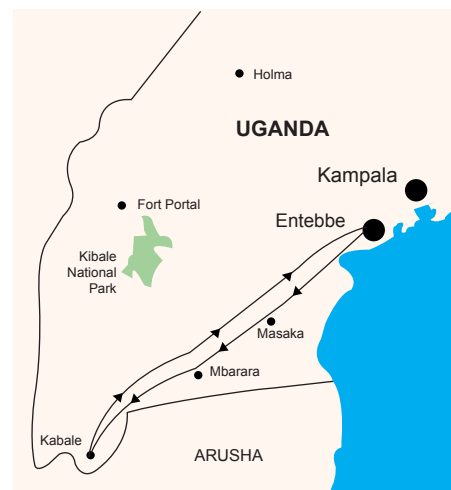 Holma
UGANDA
Kampala
Fort Portal
Entebbe
Kibale
National
Park
Masaka
Mbarara
Kabale
ARUSHA